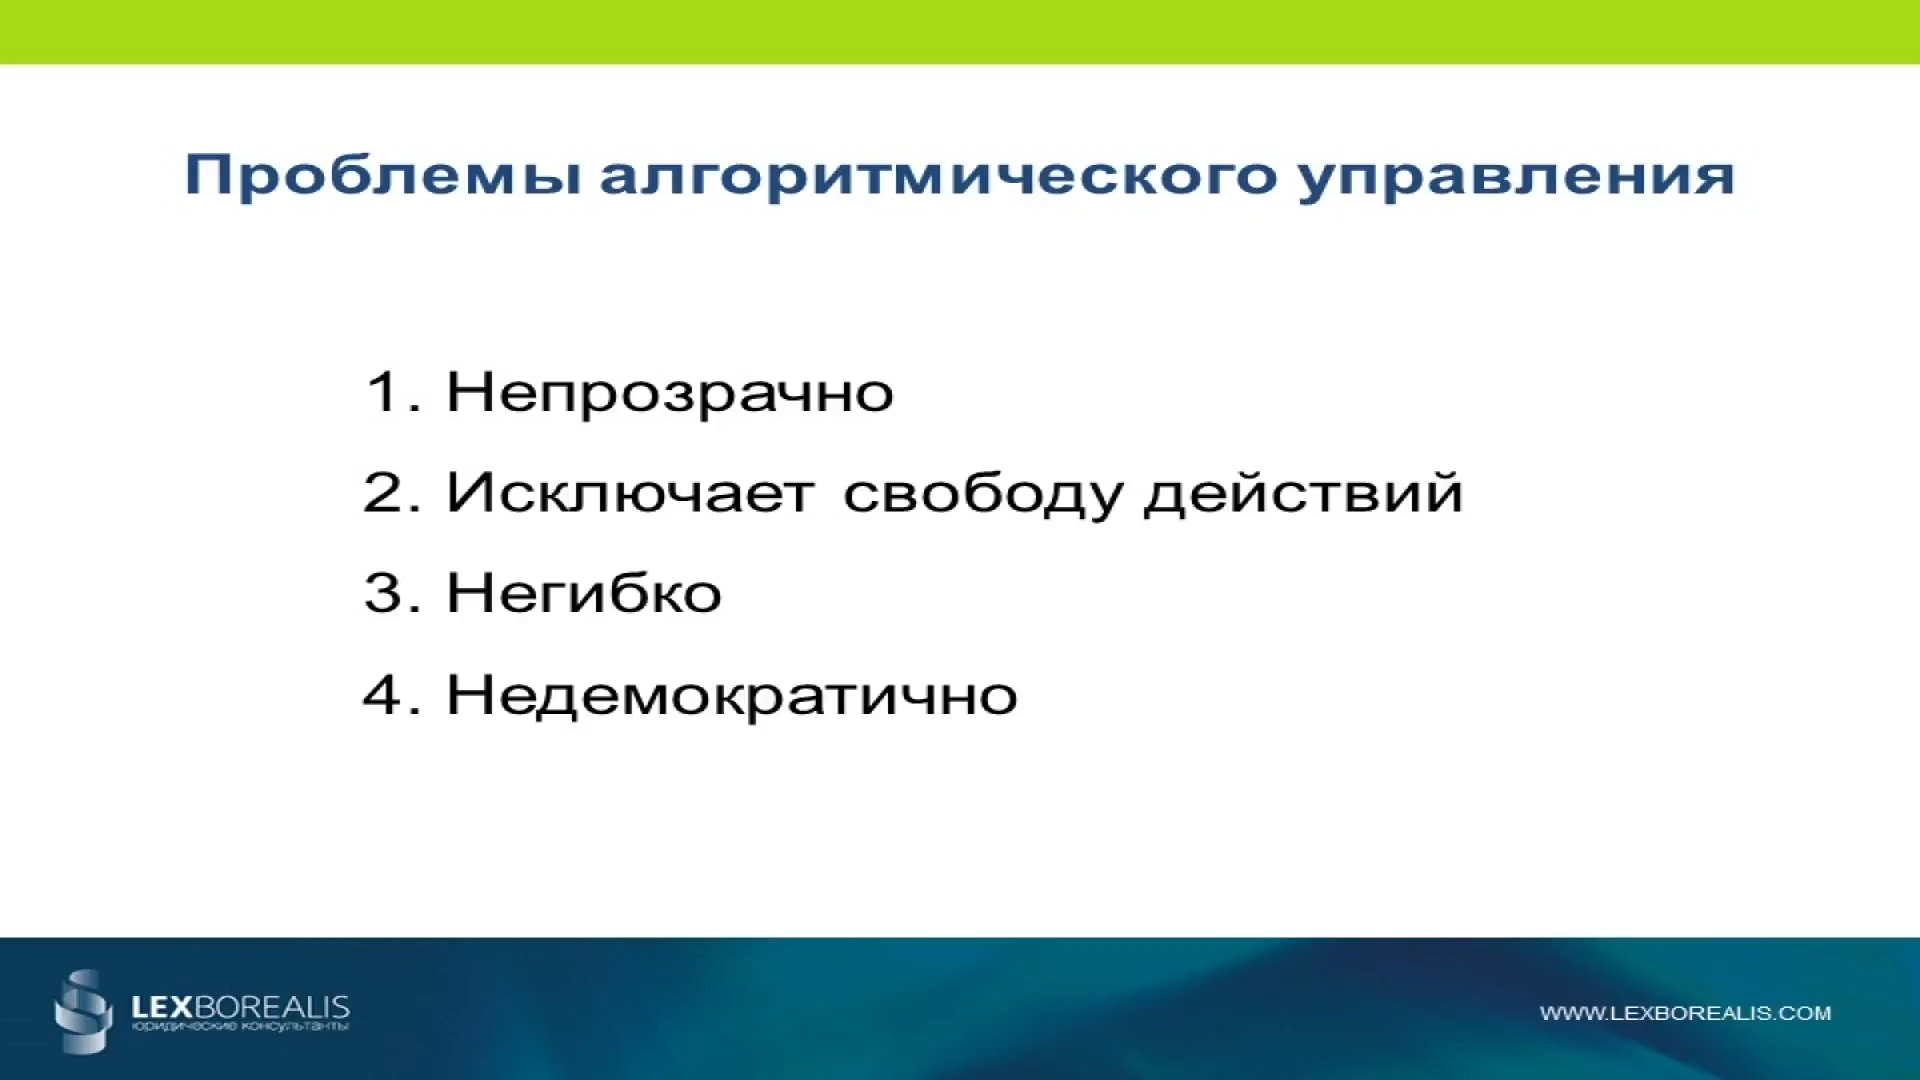 Проблемы алгоритмического управления
1. Непрозрачно
2. Исключает свободу действий
3. Негибко
4. Недемократично
LEXBOREALIS
юридические консультанты
WWW.LEXBOREALIS.COM